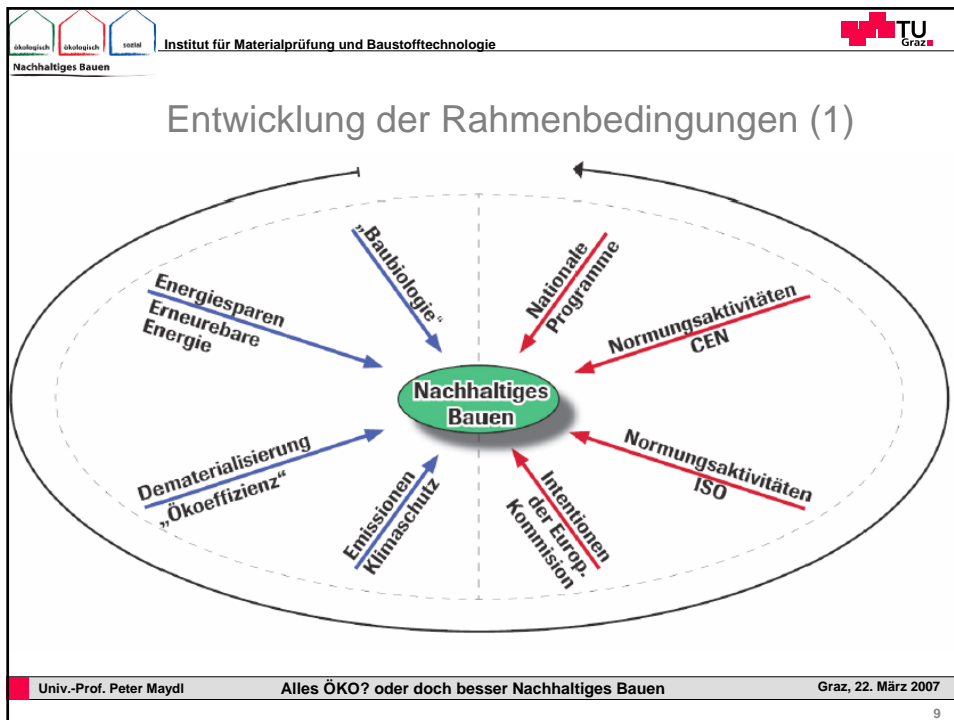 ökologisch ökologisch sozial
Nachhaltiges Bauen
Institut für Materialprüfung und Baustofftechnologie
TU
Graz
Entwicklung der Rahmenbedingungen (1)
„Baubiologie“
Nationale
Programme
Energiesparen
Erneurebare
Energie
Normungsaktivitäten
CEN
Nachhaltiges
Bauen
Dematerialisierung
„Ökoeffizienz“
Emissionen
Klimaschutz
Intentionen
der Europ.
Kommision
Normungsaktivitäten
ISO
Univ.-Prof. Peter Maydl Alles ÖKO? oder doch besser Nachhaltiges Bauen Graz, 22. März 2007
9